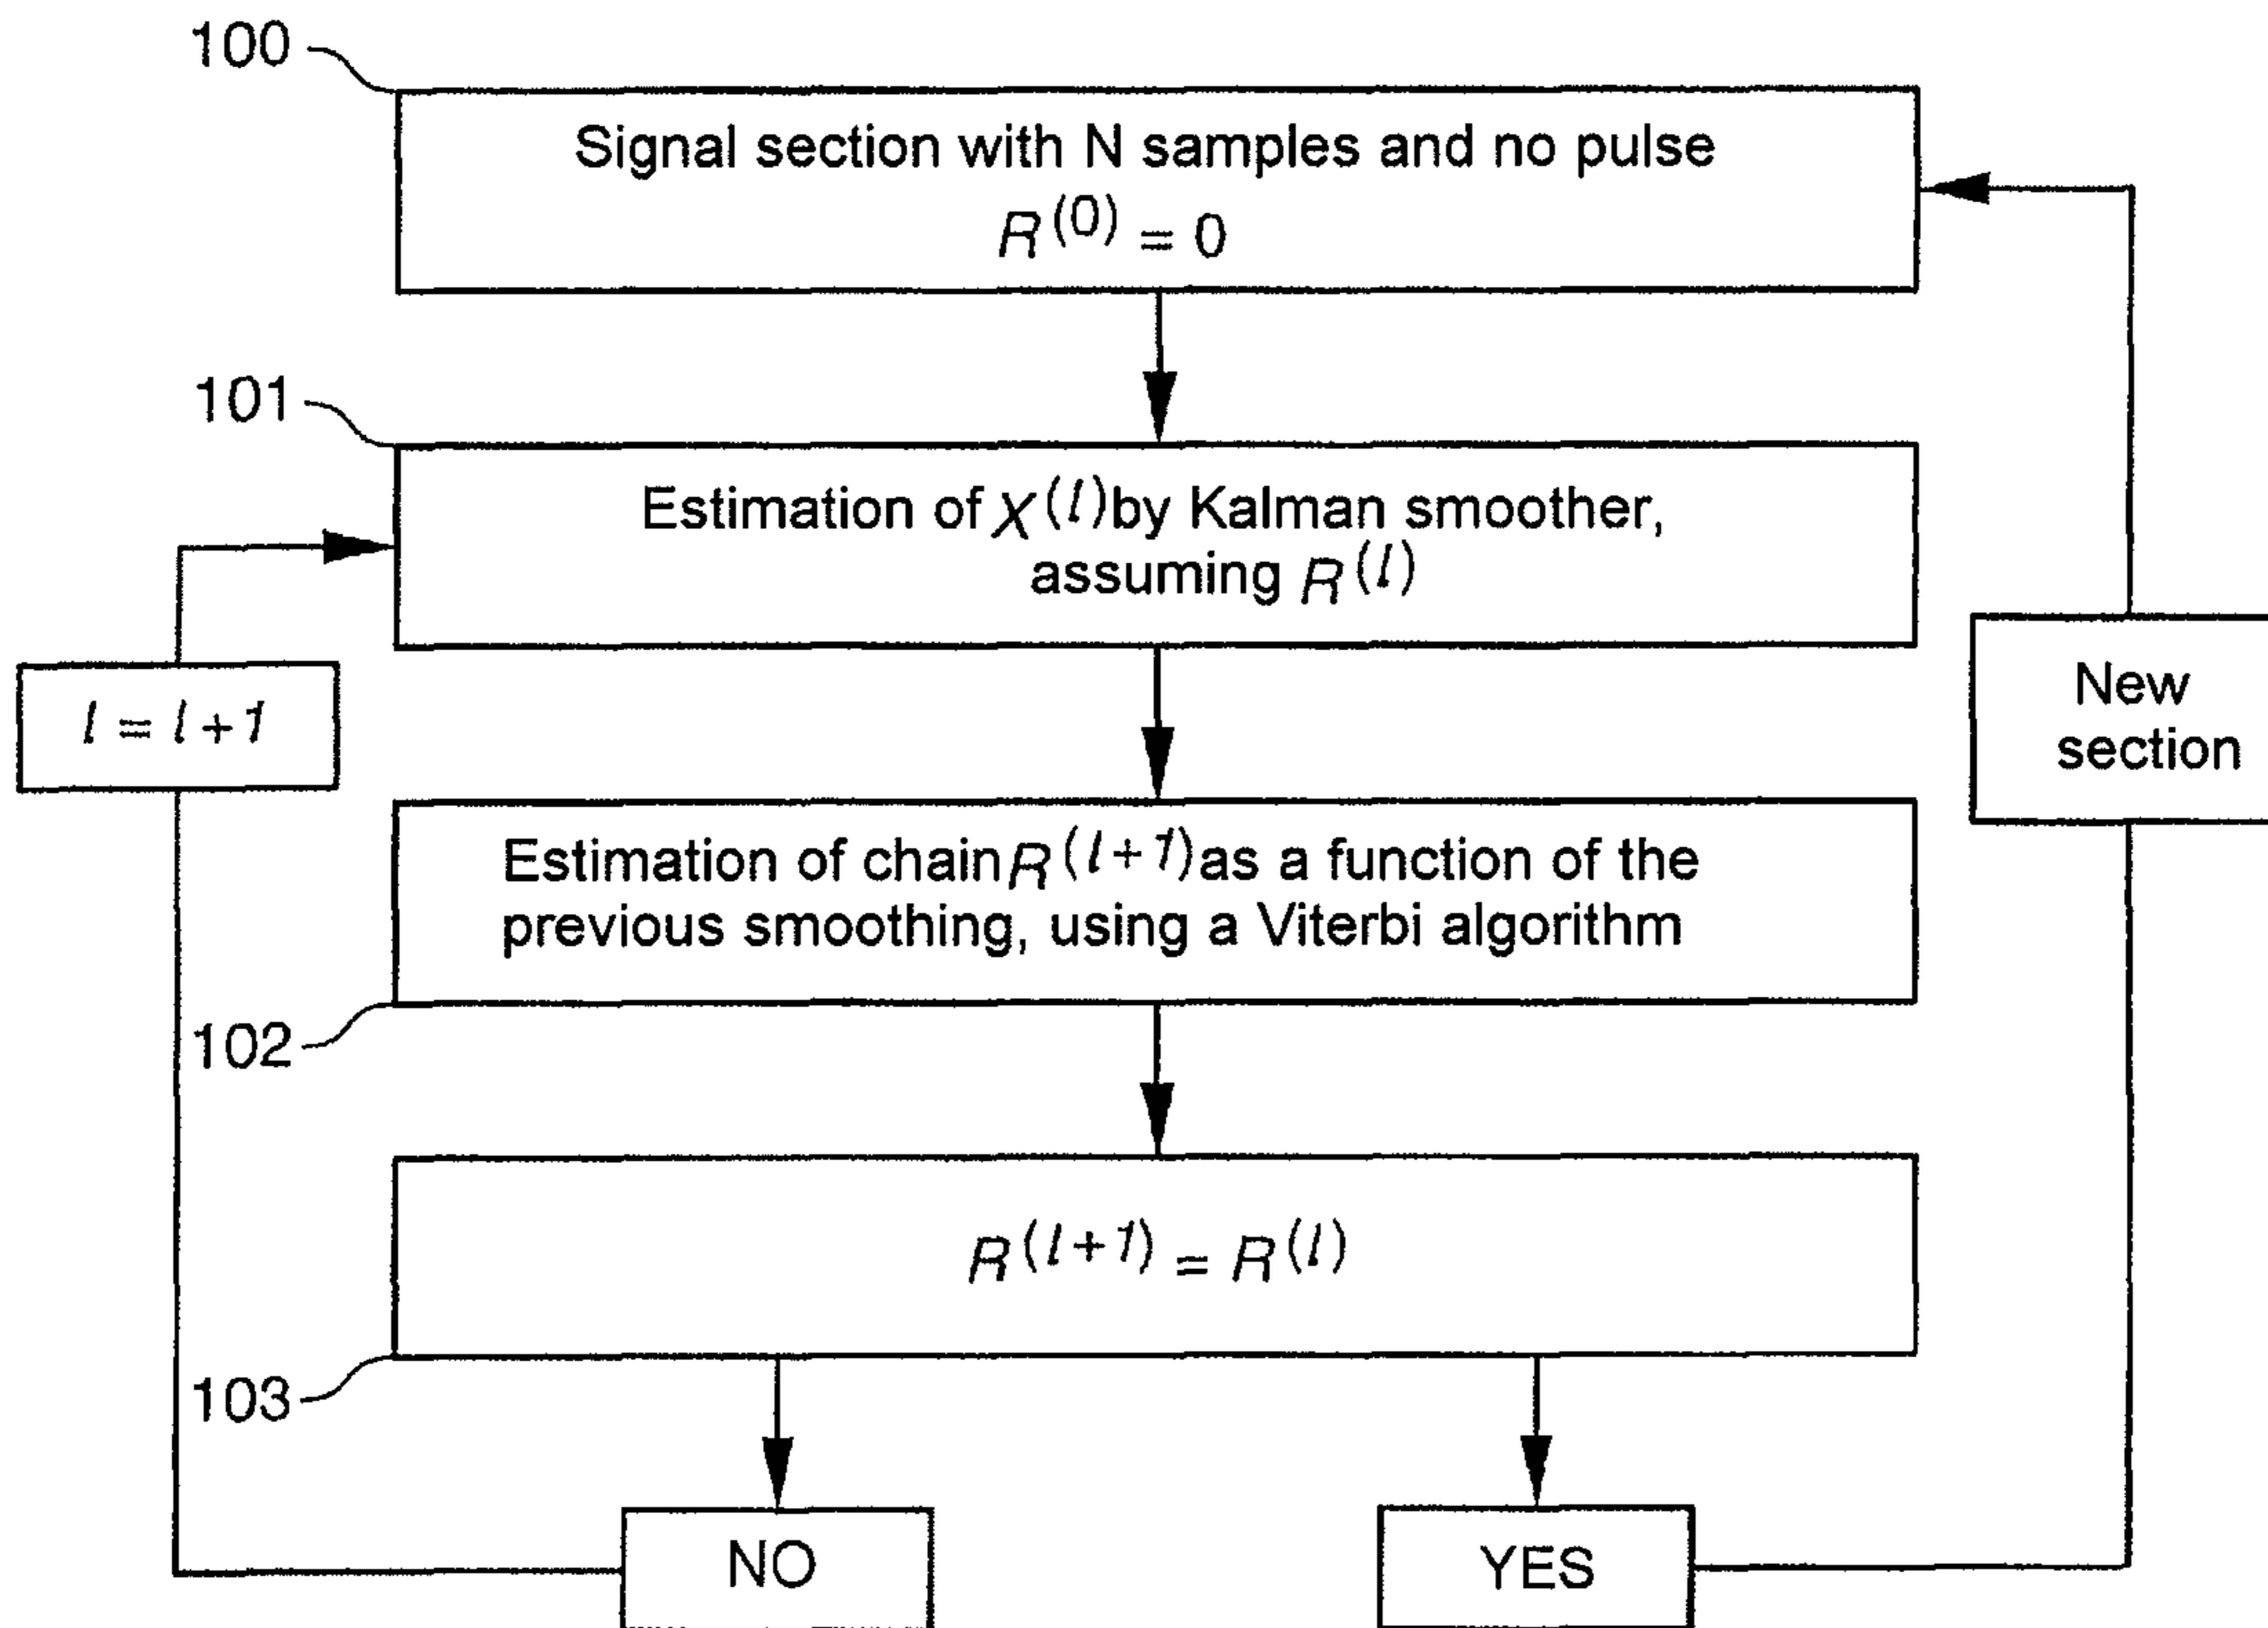 100
Signal section with N samples and no pulse
R^(0) = 0
101
Estimation of X^(l) by Kalman smoother,
assuming R^(l)
l = l + 1
New
section
Estimation of chain R^(l+1) as a function of the
previous smoothing, using a Viterbi algorithm
102
R^(l+1) = R^(l)
103
NO
YES